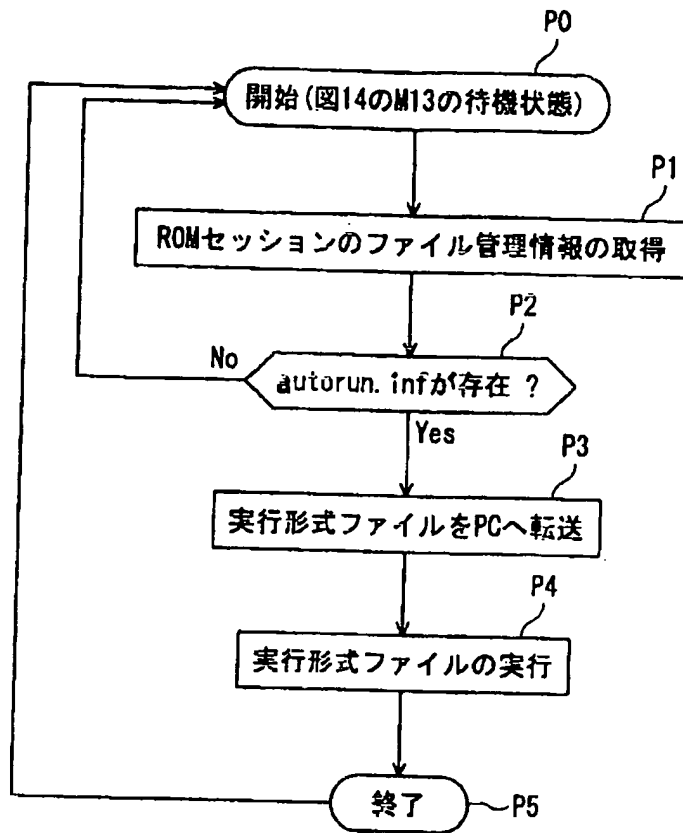 P0
開始(図14のM13の待機状態)
P1
ROMセッションのファイル管理情報の取得
P2
No
autorun.infが存在 ?
Yes
P3
実行形式ファイルをPCへ転送
P4
実行形式ファイルの実行
終了
P5